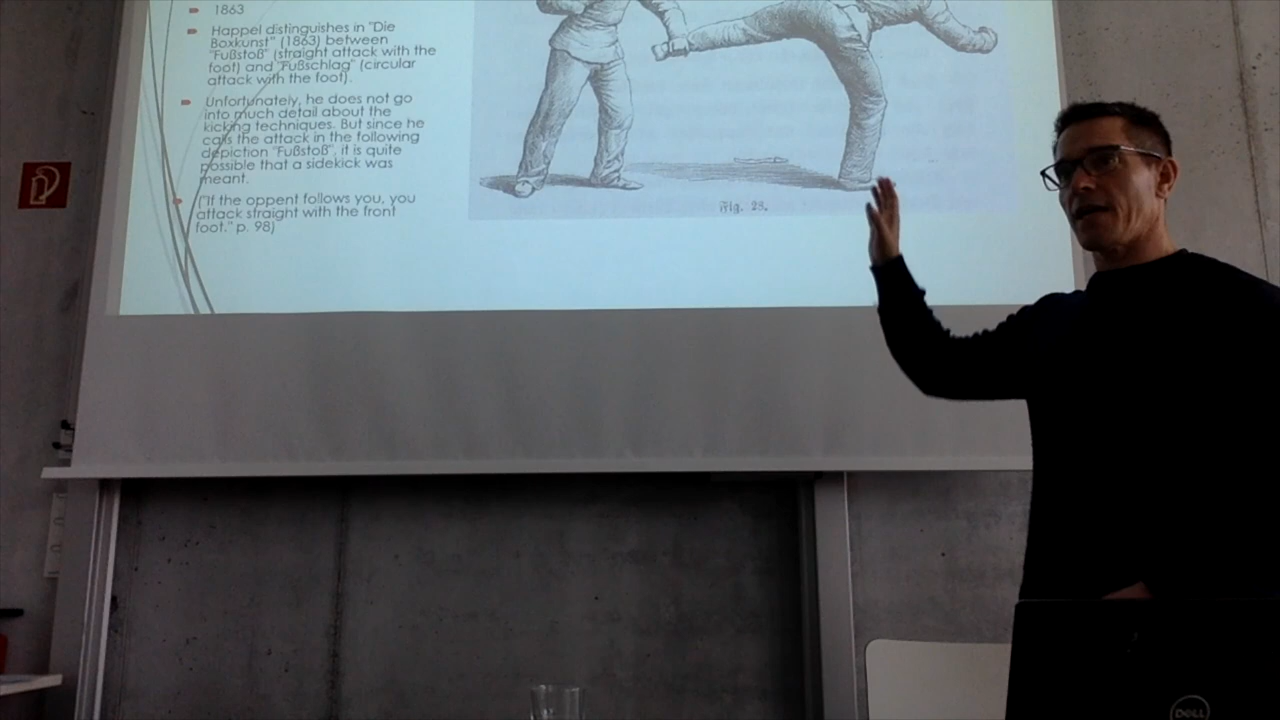 1863
Happel distinguishes in "Die
Boxkunst" (1863) between
"Fußstoß" (straight attack with the
foot) and "Fußschlag" (circular
attack with the foot).
Unfortunately, he does not go
into much detail about the
kicking techniques. But since he
calls the attack in the following
depiction "Fußstoß", it is quite
possible that a sidekick was
meant.
("If the oppent follows you, you
attack straight with the front
foot." p. 98)
Fig. 23.
DELL